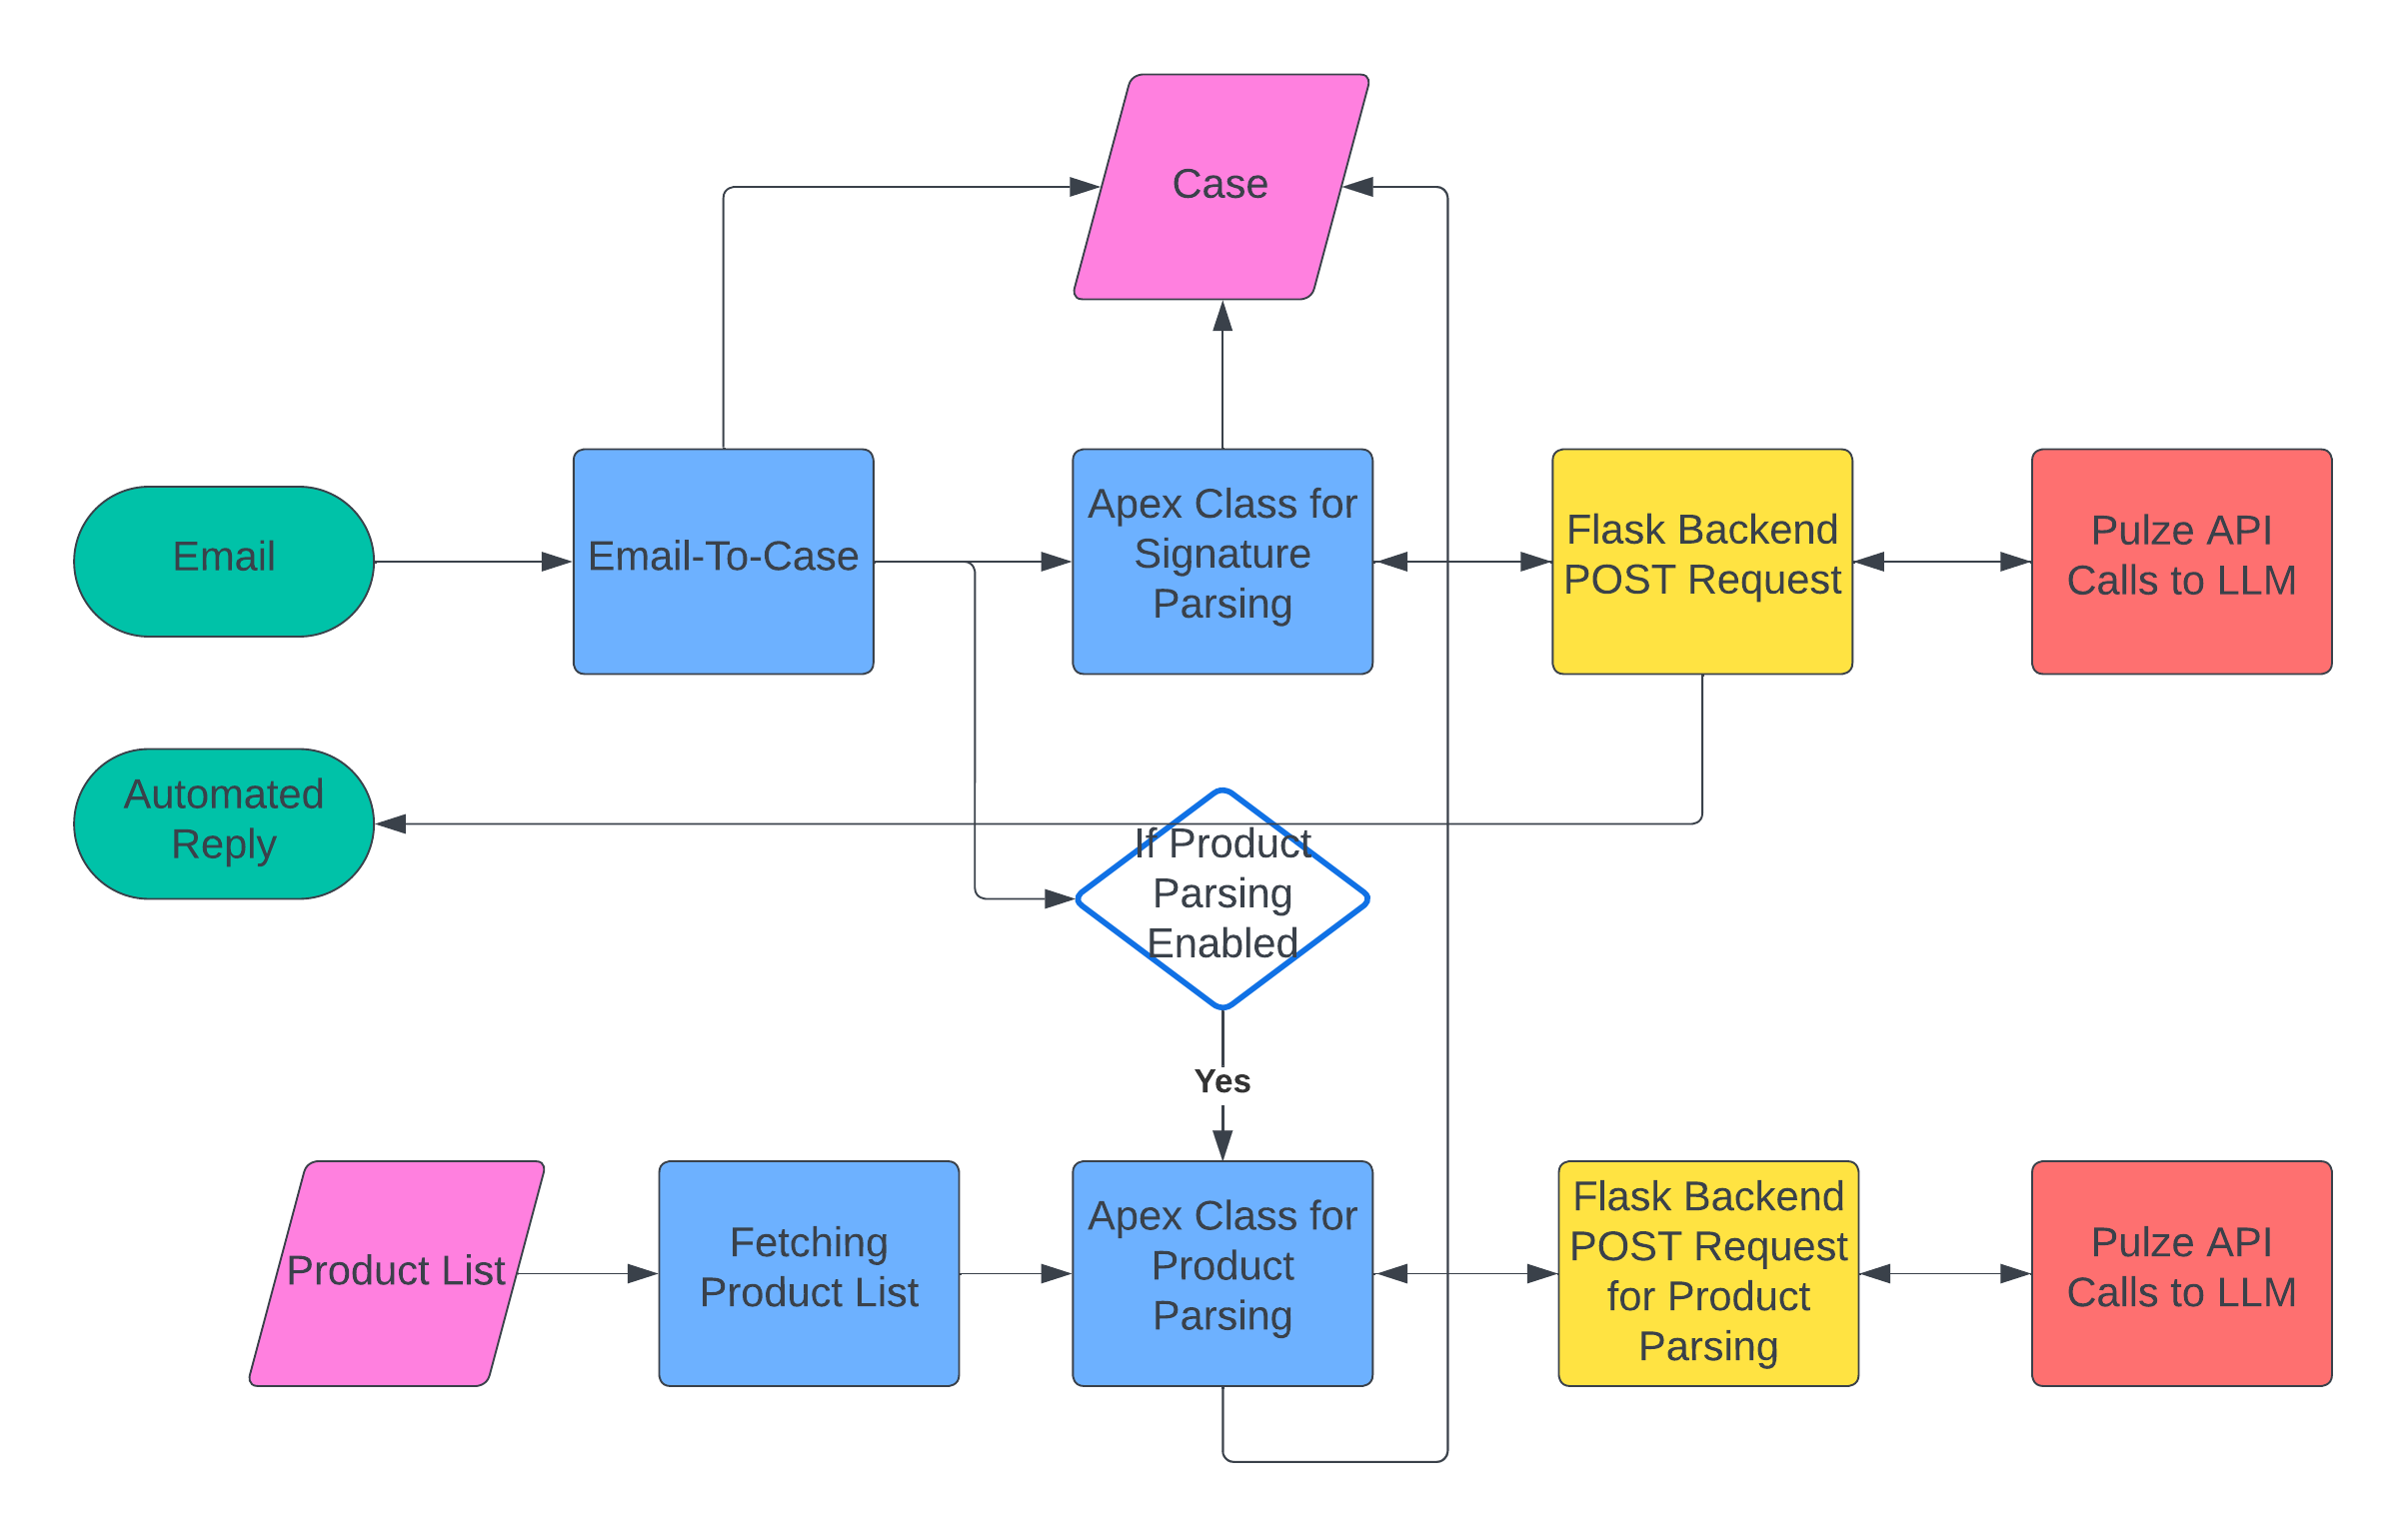 Case
Email
Email-To-Case
Apex Class for
Signature
Parsing
Flask Backend
POST Request
Pulze API
Calls to LLM
Automated
Reply
If Product
Parsing
Enabled
Yes
Product List
Fetching
Product List
Apex Class for
Product
Parsing
Flask Backend
POST Request
for Product
Parsing
Pulze API
Calls to LLM